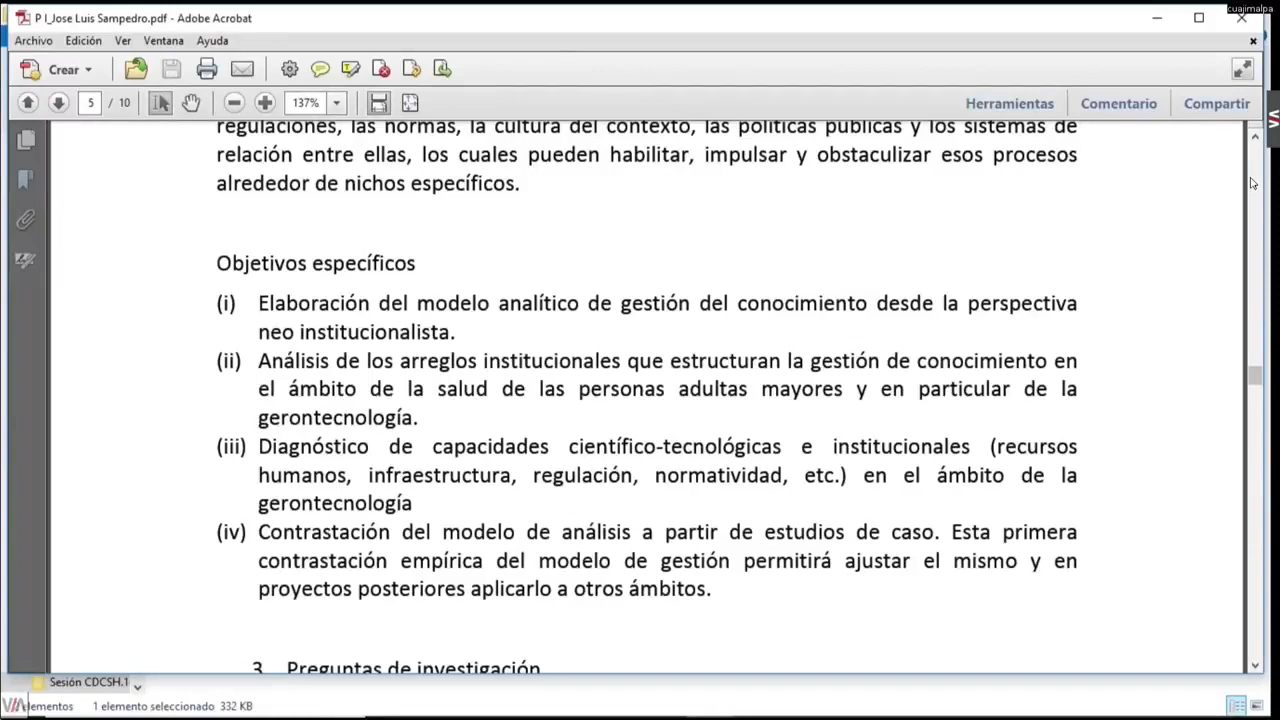 cuajimalpa
P I_Jose Luis Sampedro.pdf - Adobe Acrobat
Archivo Edición Ver Ventana Ayuda
Crear
5 / 10 137% Herramientas Comentario Compartir
regulaciones, las normas, la cultura del contexto, las políticas públicas y los sistemas de
relación entre ellas, los cuales pueden habilitar, impulsar y obstaculizar esos procesos
alrededor de nichos específicos.
Objetivos específicos
(i) Elaboración del modelo analítico de gestión del conocimiento desde la perspectiva
neo institucionalista.
(ii) Análisis de los arreglos institucionales que estructuran la gestión de conocimiento en
el ámbito de la salud de las personas adultas mayores y en particular de la
gerontecnología.
(iii) Diagnóstico de capacidades científico-tecnológicas e institucionales (recursos
humanos, infraestructura, regulación, normatividad, etc.) en el ámbito de la
gerontecnología
(iv) Contrastación del modelo de análisis a partir de estudios de caso. Esta primera
contrastación empírica del modelo de gestión permitirá ajustar el mismo y en
proyectos posteriores aplicarlo a otros ámbitos.
3. Preguntas de investigación
Sesión CDCSH.1
elementos 1 elemento seleccionado 332 KB